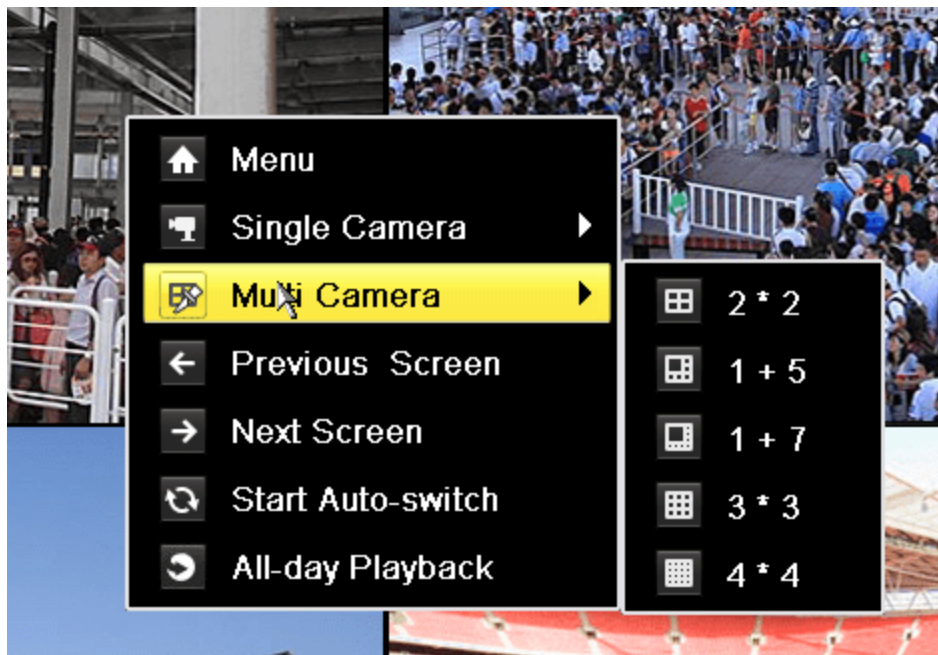 Menu
Single Camera
Multi Camera
Previous Screen
Next Screen
Start Auto-switch
All-day Playback
2 * 2
1 + 5
1 + 7
3 * 3
4 * 4